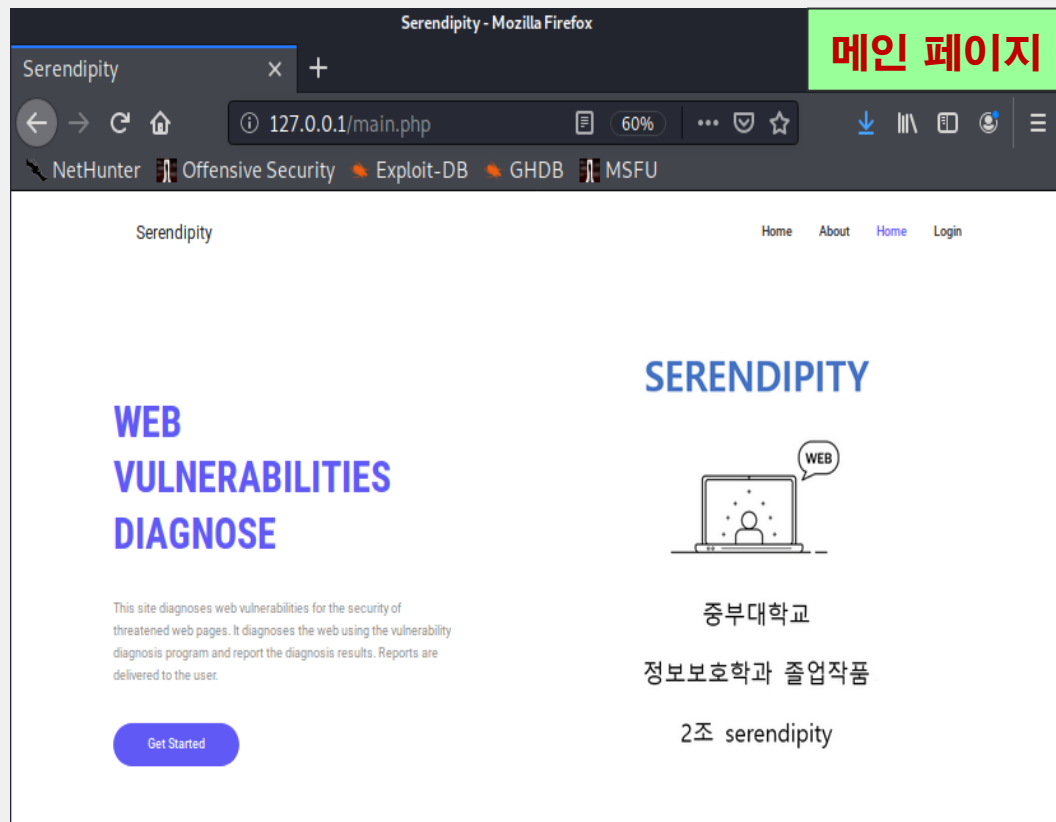 Serendipity - Mozilla Firefox
메인 페이지
Serendipity
127.0.0.1/main.php
60%
NetHunter Offensive Security Exploit-DB GHDB MSFU
Serendipity
Home About Home Login
SERENDIPITY
WEB
WEB
VULNERABILITIES
DIAGNOSE
This site diagnoses web vulnerabilities for the security of
threatened web pages. It diagnoses the web using the vulnerability
diagnosis program and report the diagnosis results. Reports are
delivered to the user.
Get Started
중부대학교
정보보호학과 졸업작품
2조 serendipity